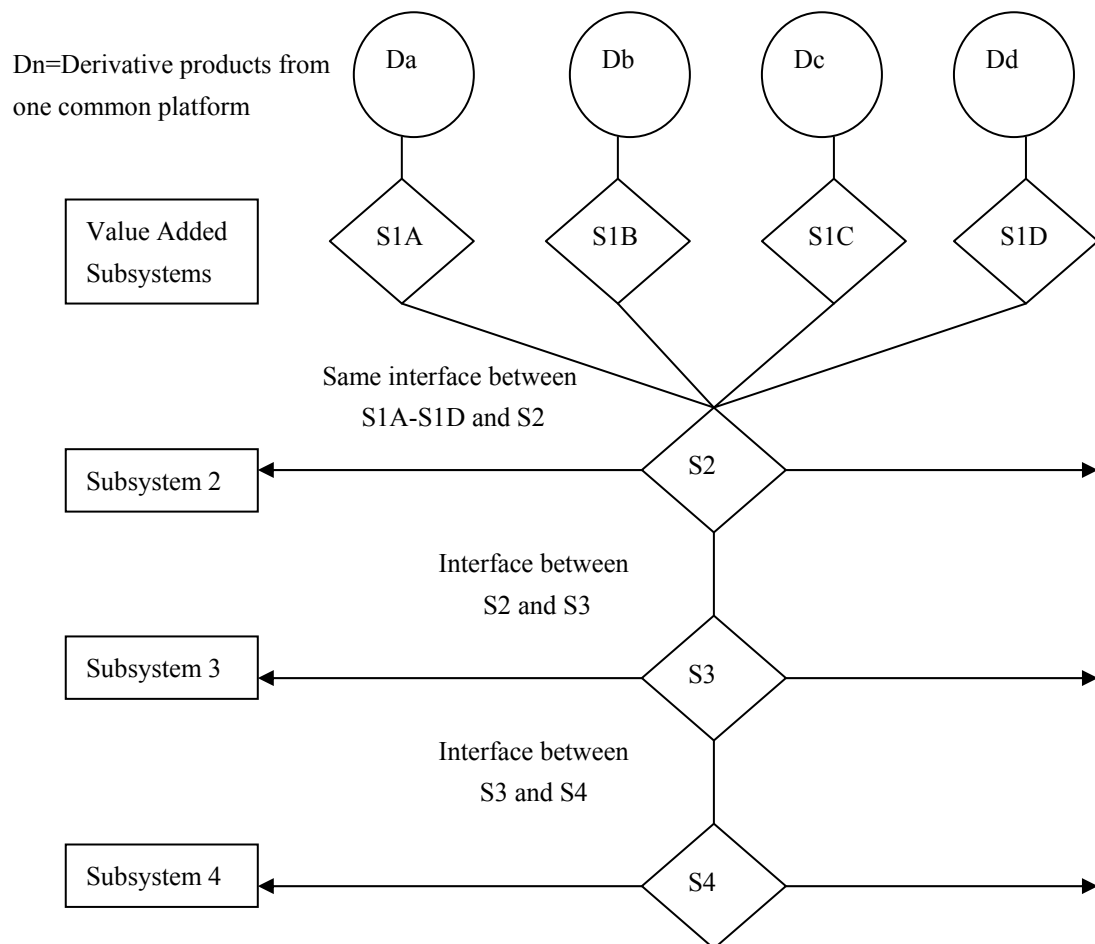 Dn=Derivative products from
one common platform
Da
Db
Dc
Dd
Value Added
Subsystems
S1A
S1B
S1C
S1D
Same interface between
S1A-S1D and S2
Subsystem 2
S2
Interface between
S2 and S3
Subsystem 3
S3
Interface between
S3 and S4
Subsystem 4
S4